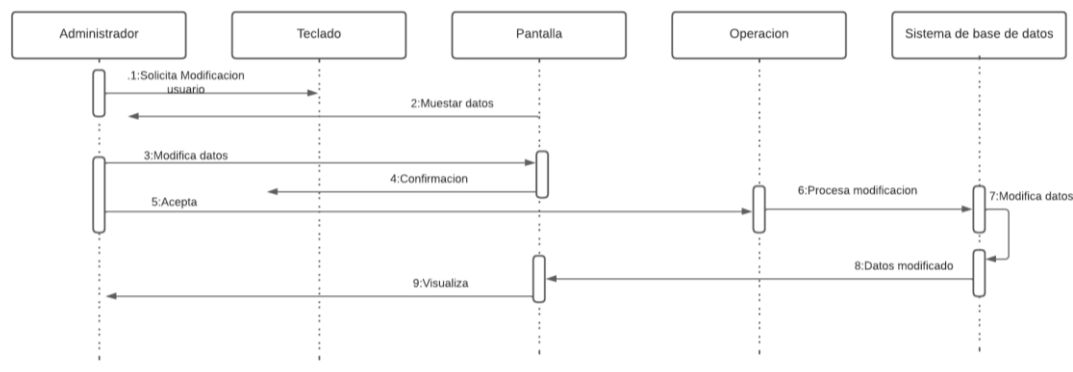 Administrador
Teclado
Pantalla
Operacion
Sistema de base de datos
.1:Solicita Modificacion
usuario
2:Muestar datos
3:Modifica datos
4:Confirmacion
5:Acepta
6:Procesa modificacion
7:Modifica datos
8:Datos modificado
9:Visualiza